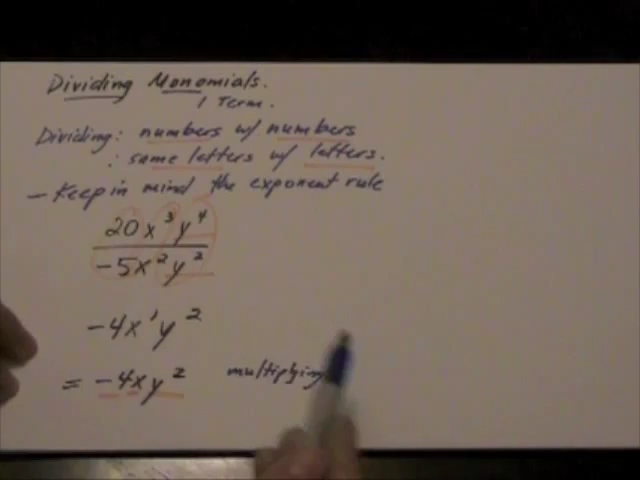 Dividing Monomials.
1 Term.
Dividing: numbers w/ numbers
: same letters w/ letters.
- Keep in mind the exponent rule
20x³y⁴
-5x²y²
-4x¹y²
= -4xy² multiplying